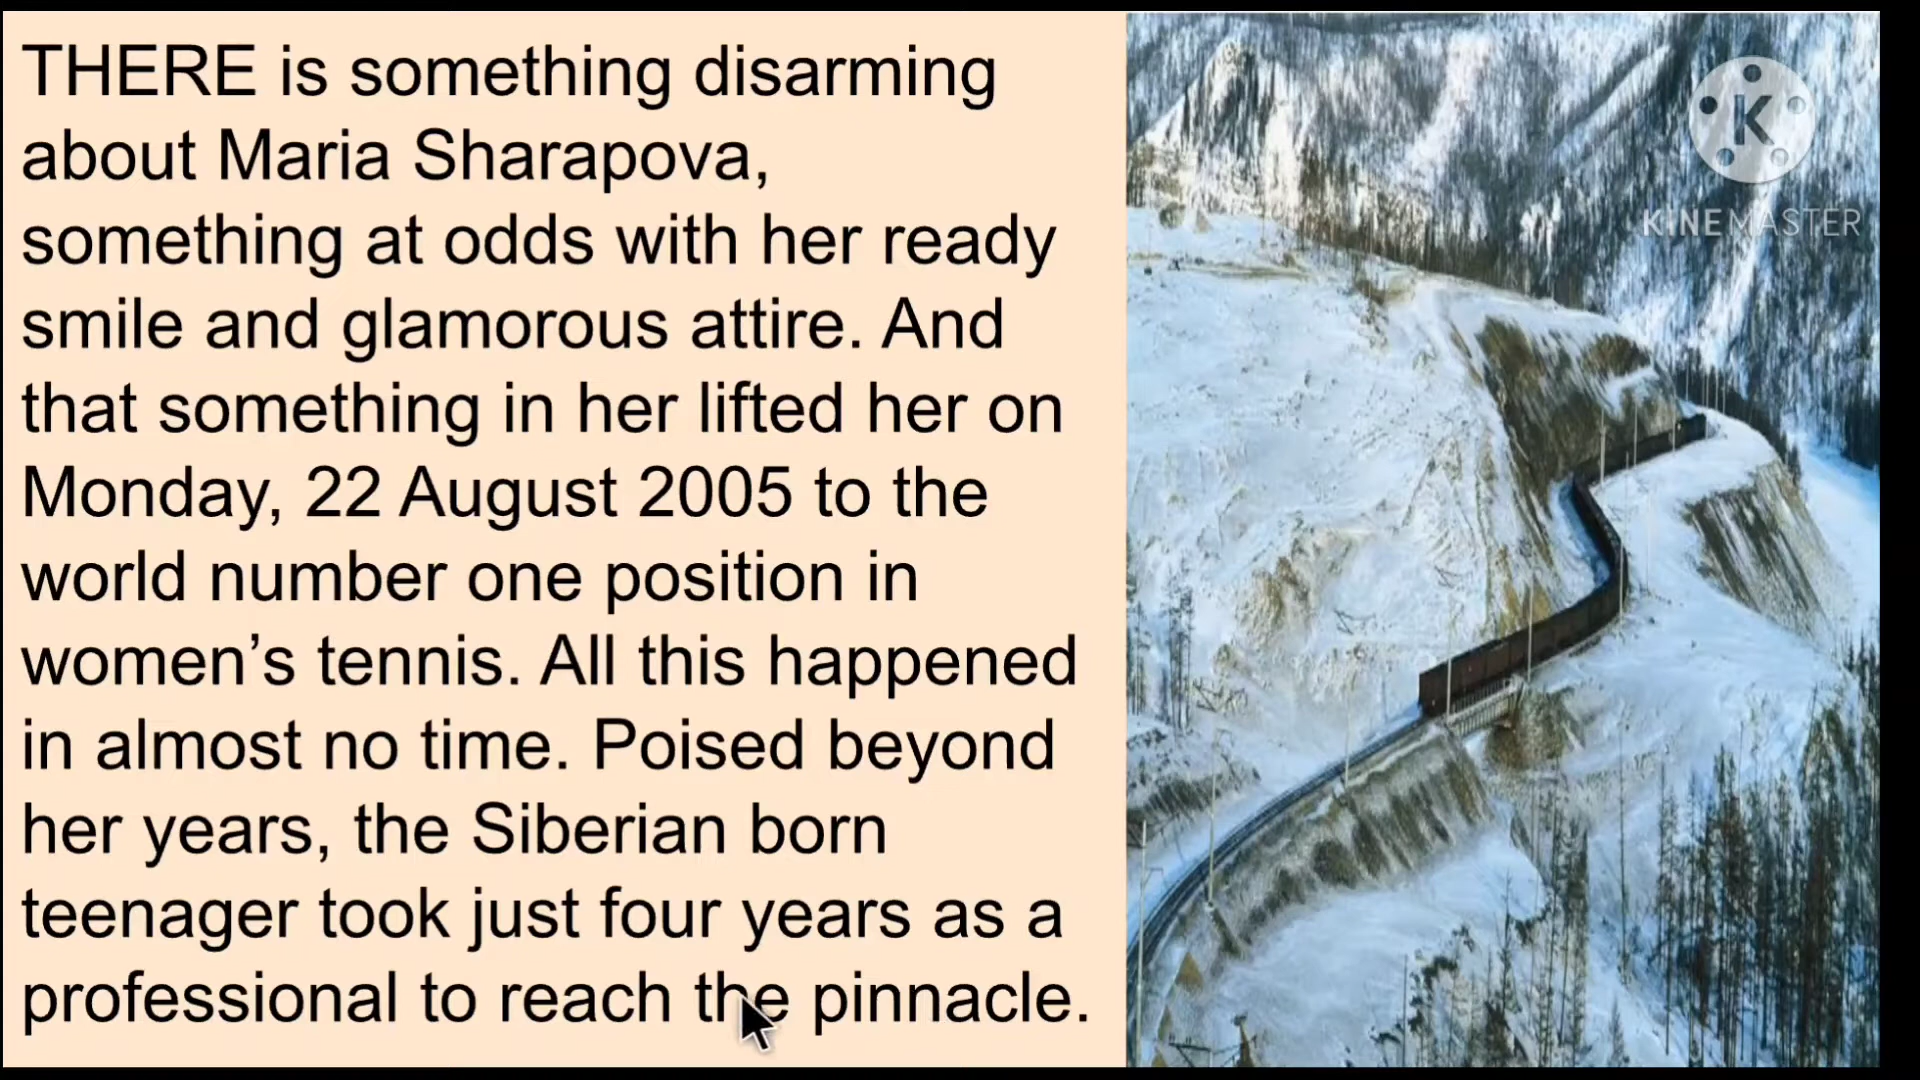 THERE is something disarming
about Maria Sharapova,
something at odds with her ready
smile and glamorous attire. And
that something in her lifted her on
Monday, 22 August 2005 to the
world number one position in
women’s tennis. All this happened
in almost no time. Poised beyond
her years, the Siberian born
teenager took just four years as a
professional to reach the pinnacle.
K
KINEMASTER